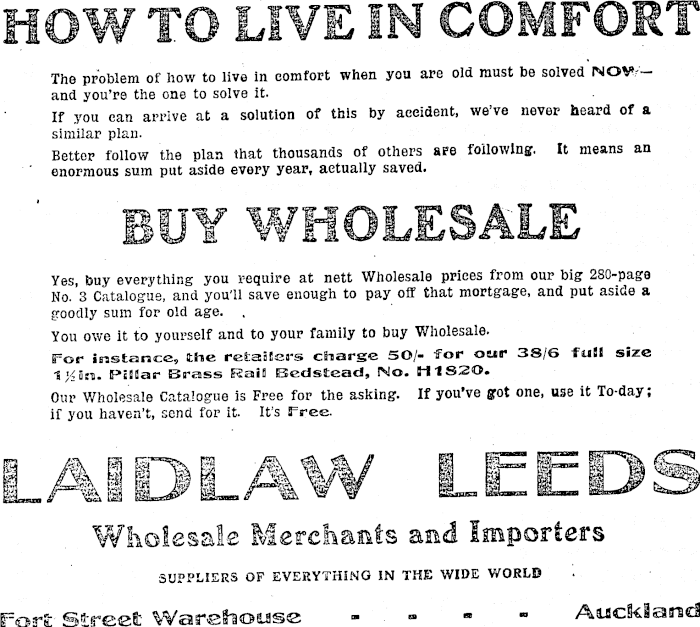 HOW TO LIVE IN COMFORT
The problem of how to live in comfort when you are old must be solved NOW—
and you're the one to solve it.
If you can arrive at a solution of this by accident, we've never heard of a
similar plan.
Better follow the plan that thousands of others are following. It means an
enormous sum put aside every year, actually saved.
BUY WHOLESALE
Yes, buy everything you require at nett Wholesale prices from our big 280-page
No. 3 Catalogue, and you'll save enough to pay off that mortgage, and put aside a
goodly sum for old age.
You owe it to yourself and to your family to buy Wholesale.
For instance, the retailers charge 50/- for our 38/6 full size
1½in. Pillar Brass Rail Bedstead, No. H1820.
Our Wholesale Catalogue is Free for the asking. If you've got one, use it To-day;
if you haven't, send for it. It's Free.
LAIDLAW LEEDS
Wholesale Merchants and Importers
SUPPLIERS OF EVERYTHING IN THE WIDE WORLD
Fort Street Warehouse - - - - Auckland